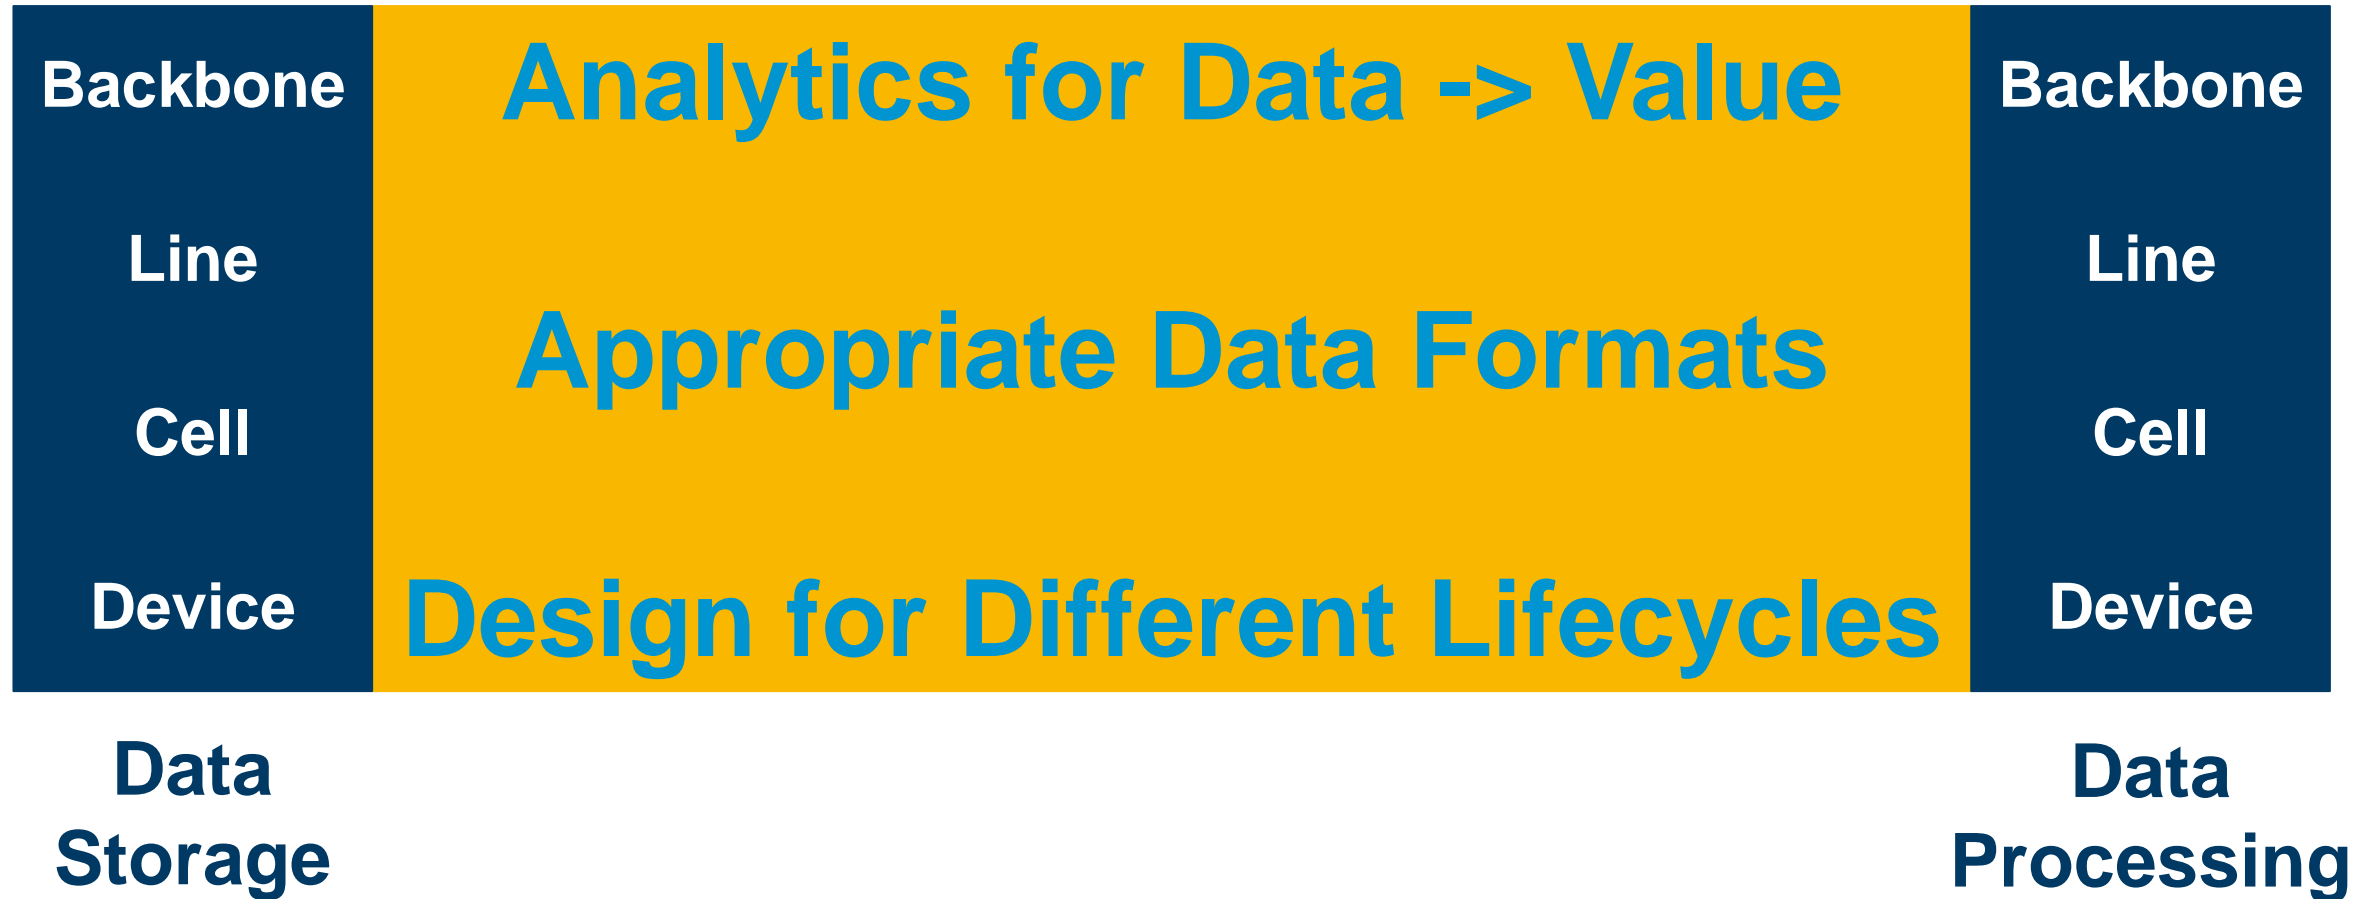 Backbone
Line
Cell
Device
Data
Storage
Analytics for Data -> Value
Appropriate Data Formats
Design for Different Lifecycles
Backbone
Line
Cell
Device
Data
Processing